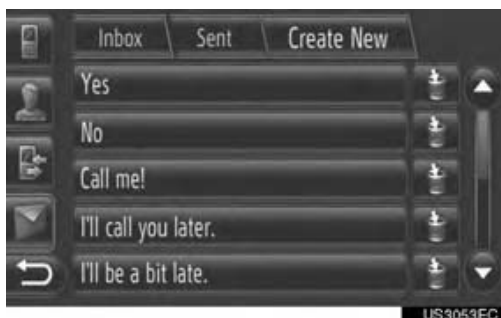 Inbox Sent Create New
Yes
No
Call me!
I'll call you later.
I'll be a bit late.
US3053EC